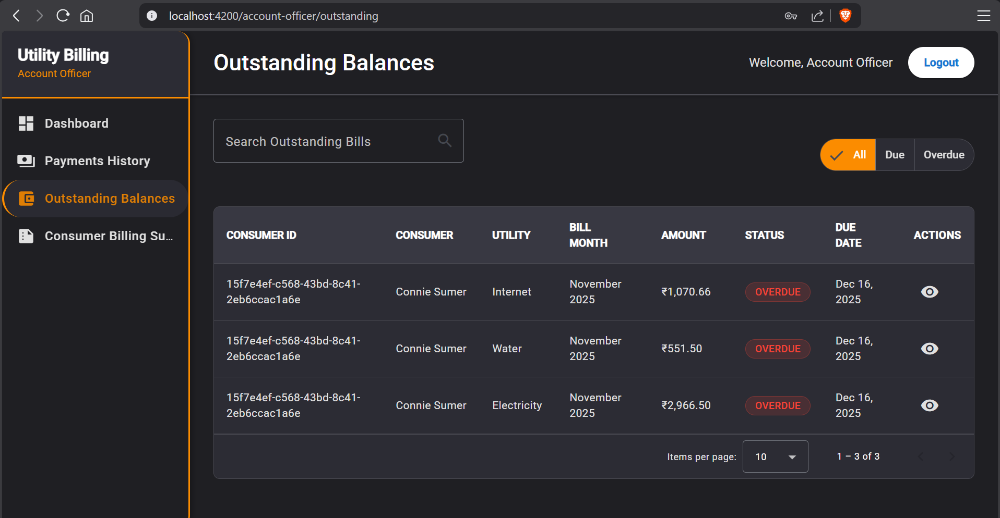 localhost:4200/account-officer/outstanding
Utility Billing
Account Officer
Outstanding Balances
Welcome, Account Officer
Logout
Dashboard
Payments History
Outstanding Balances
Consumer Billing Su...
Search Outstanding Bills
All
Due
Overdue
CONSUMER ID
CONSUMER
UTILITY
BILL
MONTH
AMOUNT
STATUS
DUE
DATE
ACTIONS
15f7e4ef-c568-43bd-8c41-
2eb6ccac1a6e
Connie Sumer
Internet
November
2025
₹1,070.66
OVERDUE
Dec 16,
2025
15f7e4ef-c568-43bd-8c41-
2eb6ccac1a6e
Connie Sumer
Water
November
2025
₹551.50
OVERDUE
Dec 16,
2025
15f7e4ef-c568-43bd-8c41-
2eb6ccac1a6e
Connie Sumer
Electricity
November
2025
₹2,966.50
OVERDUE
Dec 16,
2025
Items per page:
10
1 – 3 of 3